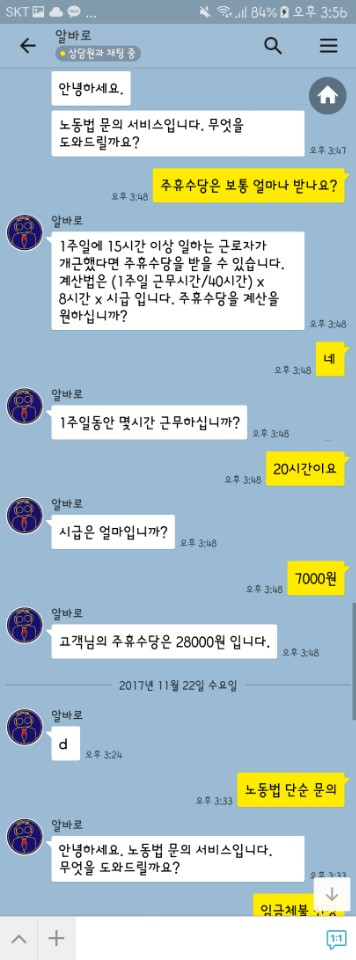 SKT ... 84% 오후 3:56
알바로
상담원과 채팅 중
안녕하세요.
노동법 문의 서비스입니다. 무엇을
도와드릴까요?
오후 3:47
주휴수당은 보통 얼마나 받나요?
오후 3:48
알바로
1주일에 15시간 이상 일하는 근로자가
개근했다면 주휴수당을 받을 수 있습니다.
계산법은 (1주일 근무시간/40시간) x
8시간 x 시급 입니다. 주휴수당을 계산을
원하십니까?
오후 3:48
네
오후 3:48
알바로
1주일동안 몇시간 근무하십니까?
오후 3:48
20시간이요
오후 3:48
알바로
시급은 얼마입니까?
오후 3:48
7000원
오후 3:48
알바로
고객님의 주휴수당은 28000원 입니다.
오후 3:48
2017년 11월 22일 수요일
알바로
d
오후 3:24
노동법 단순 문의
오후 3:33
알바로
안녕하세요. 노동법 문의 서비스입니다.
무엇을 도와드릴까요?
오후 3:33
임금체불
1:1